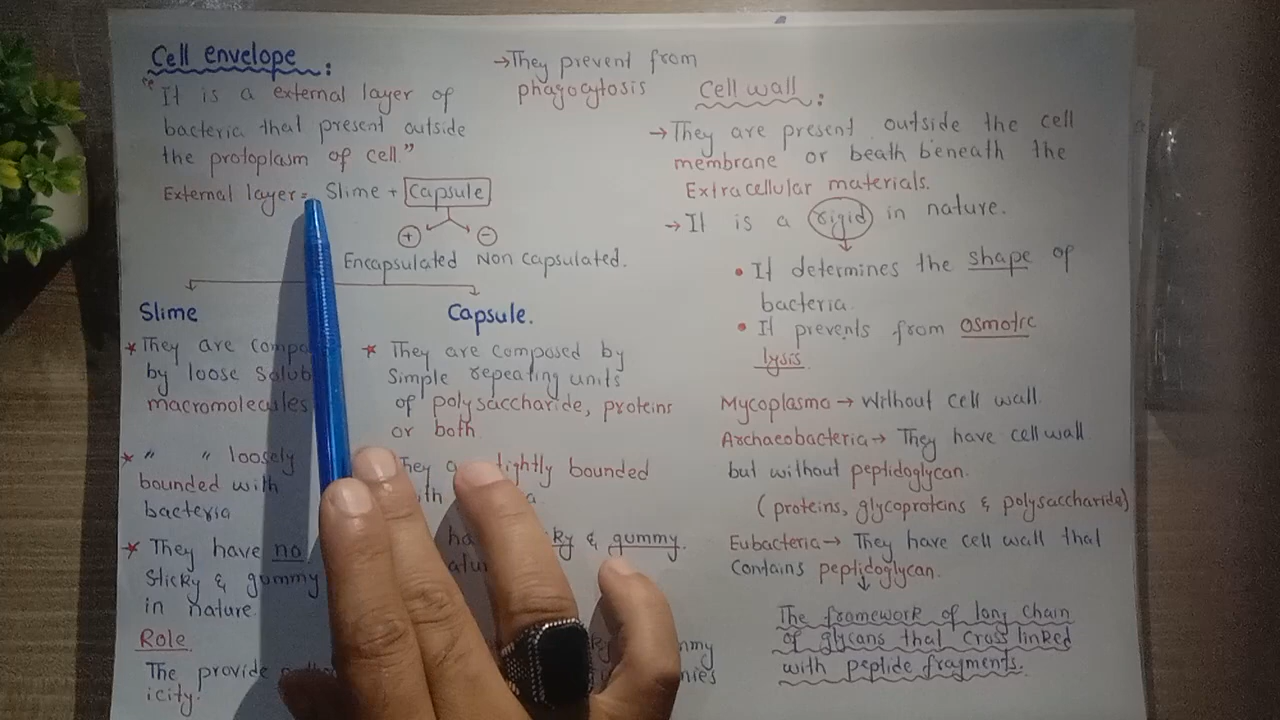 Cell envelope :
"It is a external layer of
bacteria that present outside
the protoplasm of cell."
External layer = Slime + Capsule
+ −
Encapsulated Non capsulated.
Slime
* They are
by loose
macromolecules
* " " loosely
bounded with
bacteria
* They have no
Sticky & gummy
in nature.
Role
The provide
icity.
Capsule.
* They are composed by
Simple repeating units
of polysaccharide, proteins
or both
They tightly bounded
& gummy.
→They prevent from
phagocytosis
Cell wall :
→They are present outside the cell
membrane or beath beneath the
Extracellular materials.
→ It is a rigid in nature.
• It determines the shape of
bacteria.
• It prevents from osmotic
lysis.
Mycoplasma → Without cell wall.
Archaeobacteria→ They have cell wall
but without peptidoglycan.
(proteins, glycoproteins & polysaccharide)
Eubacteria→ They have cell wall that
Contains peptidoglycan.
The framework of long chain
of glycans that Cross linked
with peptide fragments.